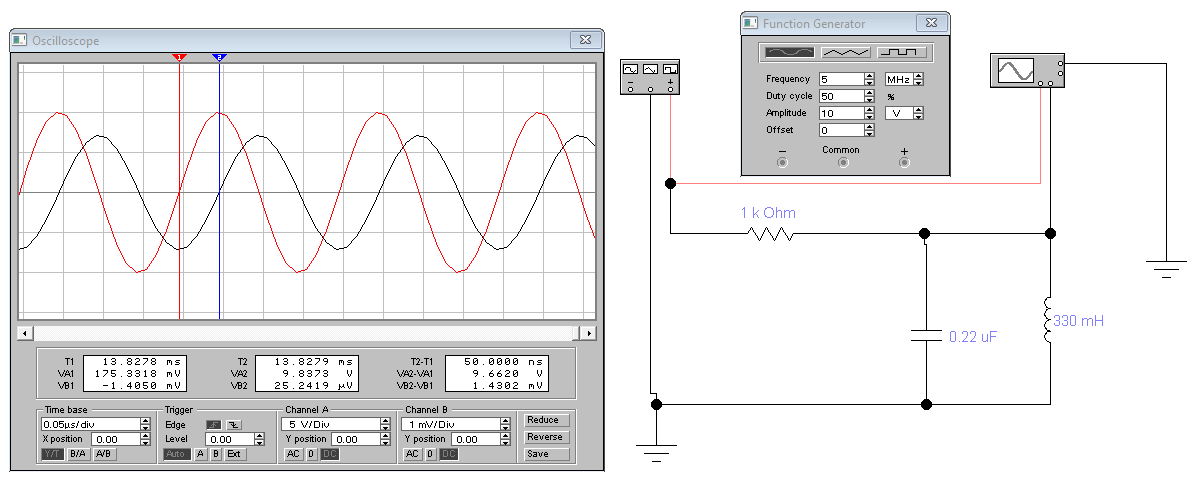 Oscilloscope
1 2
T1 13.8278 ms T2 13.8279 ms T2-T1 50.0000 ns
VA1 175.3318 mV VA2 9.8373 V VA2-VA1 9.6620 V
VB1 -1.4050 mV VB2 25.2419 µV VB2-VB1 1.4302 mV
Time base Trigger Channel A Channel B
0.05µs/div Edge 5 V/Div 1 mV/Div Reduce
X position 0.00 Level 0.00 Y position 0.00 Y position 0.00 Reverse
Y/T B/A A/B Auto A B Ext AC 0 DC AC 0 DC Save
Function Generator
Frequency 5 MHz
Duty cycle 50 %
Amplitude 10 V
Offset 0
− Common +
− +
1 k Ohm
0.22 uF
330 mH